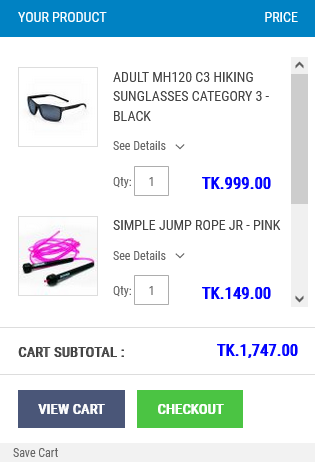 YOUR PRODUCT PRICE
ADULT MH120 C3 HIKING
SUNGLASSES CATEGORY 3 -
BLACK
See Details
Qty: 1 TK.999.00
SIMPLE JUMP ROPE JR - PINK
See Details
Qty: 1 TK.149.00
CART SUBTOTAL : TK.1,747.00
VIEW CART CHECKOUT
Save Cart